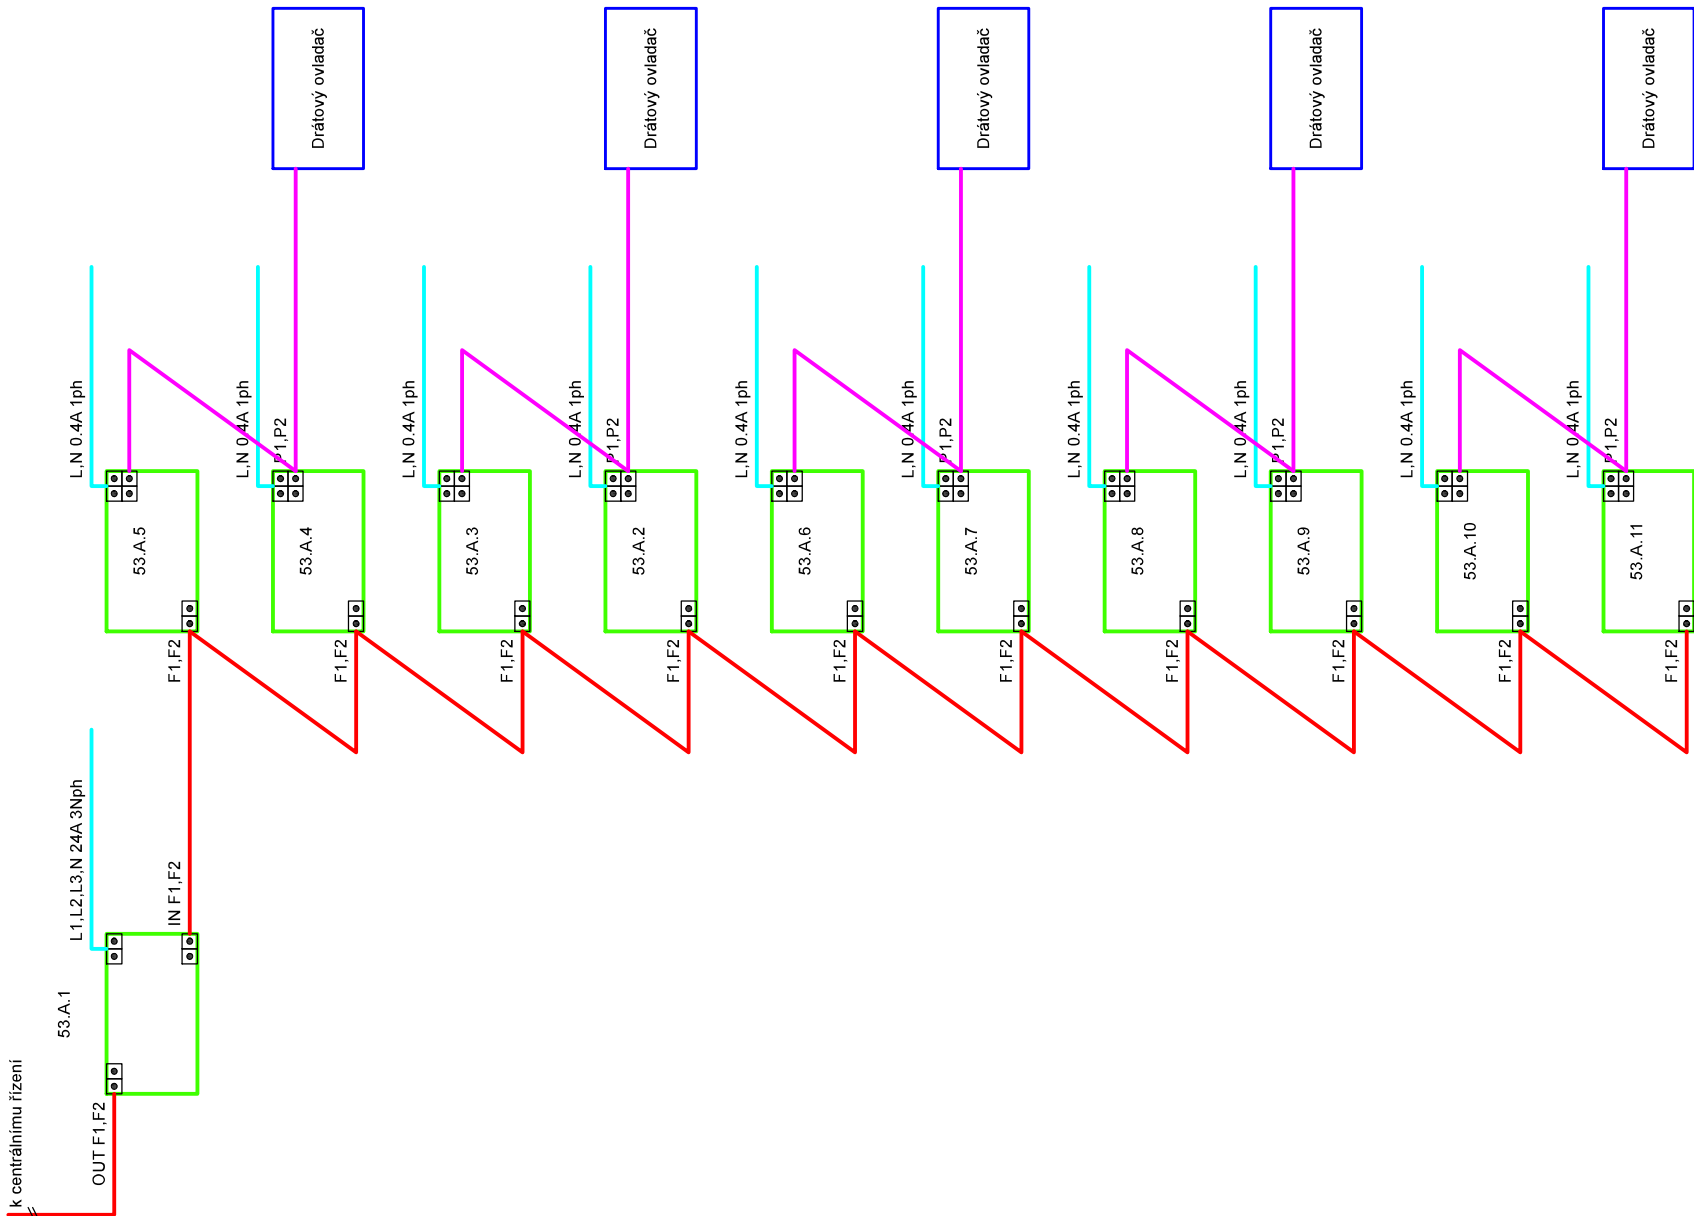 Drátový ovladač
Drátový ovladač
Drátový ovladač
Drátový ovladač
Drátový ovladač
L,N 0.4A 1ph
L,N 0.4A 1ph
P1,P2
L,N 0.4A 1ph
L,N 0.4A 1ph
P1,P2
L,N 0.4A 1ph
L,N 0.4A 1ph
P1,P2
L,N 0.4A 1ph
L,N 0.4A 1ph
P1,P2
L,N 0.4A 1ph
L,N 0.4A 1ph
P1,P2
53.A.5
53.A.4
53.A.3
53.A.2
53.A.6
53.A.7
53.A.8
53.A.9
53.A.10
53.A.11
F1,F2
F1,F2
F1,F2
F1,F2
F1,F2
F1,F2
F1,F2
F1,F2
F1,F2
F1,F2
L1,L2,L3,N 24A 3Nph
IN F1,F2
53.A.1
OUT F1,F2
k centrálnímu řízení